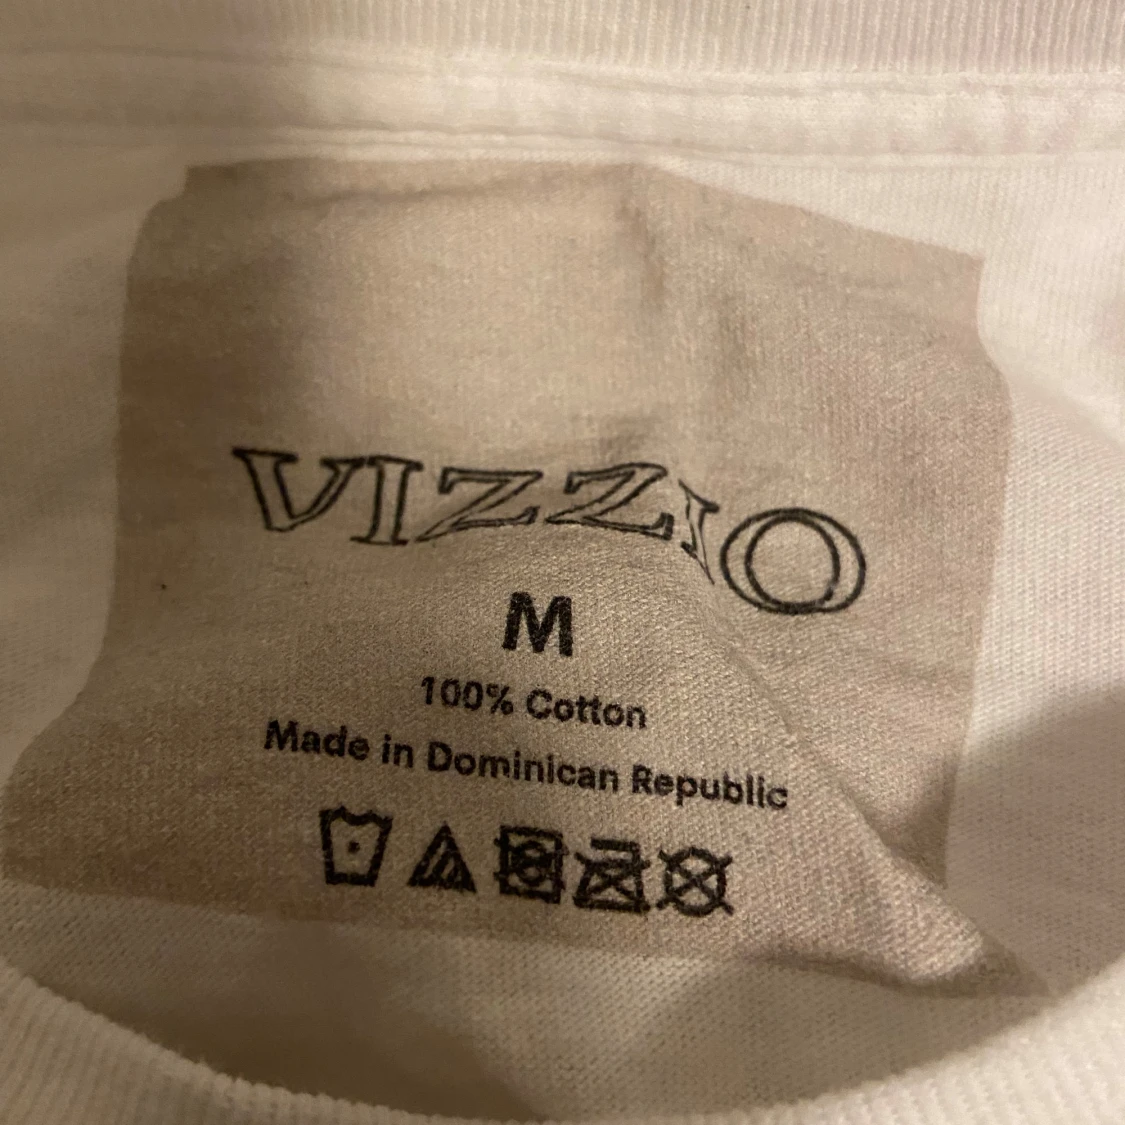 VIZZIO
M
100% Cotton
Made in Dominican Republic